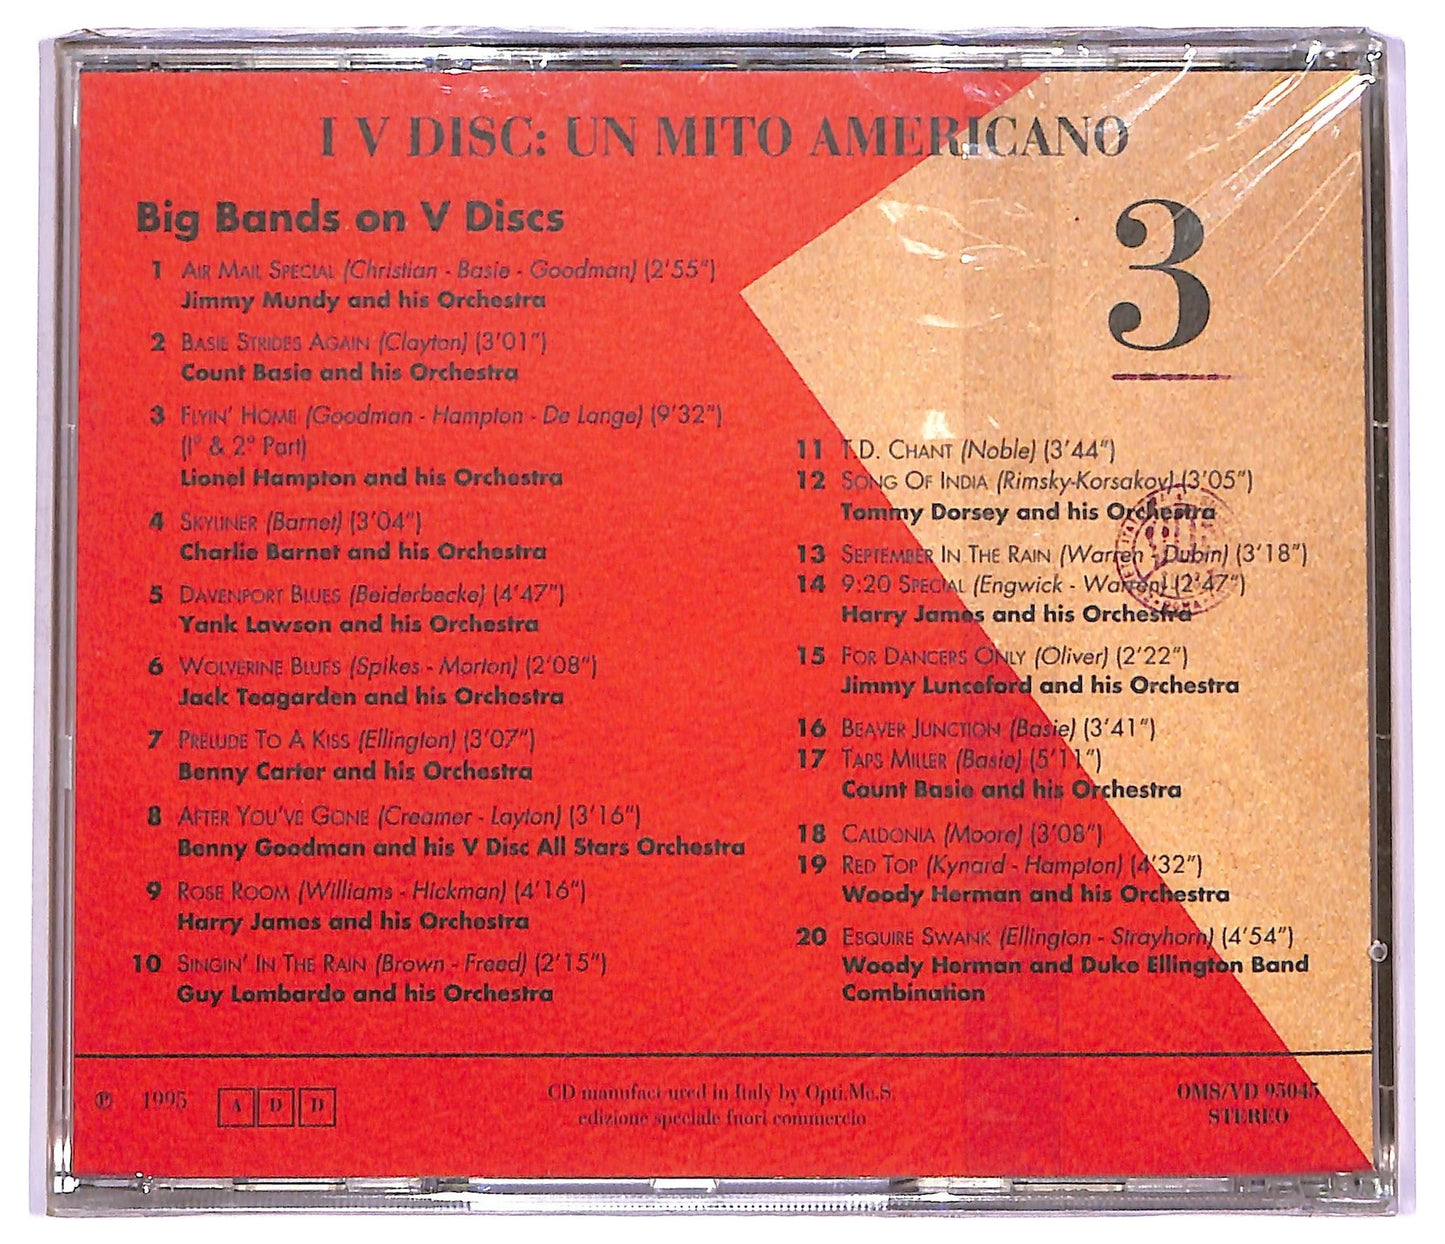 I V DISC: UN MITO AMERICANO
3
Big Bands on V Discs
1 AIR MAIL SPECIAL (Christian - Basie - Goodman) (2'55")
Jimmy Mundy and his Orchestra
2 BASIE STRIDES AGAIN (Clayton) (3'01")
Count Basie and his Orchestra
3 FLYIN' HOME (Goodman - Hampton - De Lange) (9'32")
(1° & 2° Part)
Lionel Hampton and his Orchestra
4 SKYLINER (Barnet) (3'04")
Charlie Barnet and his Orchestra
5 DAVENPORT BLUES (Beiderbecke) (4'47")
Yank Lawson and his Orchestra
6 WOLVERINE BLUES (Spikes - Morton) (2'08")
Jack Teagarden and his Orchestra
7 PRELUDE TO A KISS (Ellington) (3'07")
Benny Carter and his Orchestra
8 AFTER YOU'VE GONE (Creamer - Layton) (3'16")
Benny Goodman and his V Disc All Stars Orchestra
9 ROSE ROOM (Williams - Hickman) (4'16")
Harry James and his Orchestra
10 SINGIN' IN THE RAIN (Brown - Freed) (2'15")
Guy Lombardo and his Orchestra
11 T.D. CHANT (Noble) (3'44")
12 SONG OF INDIA (Rimsky-Korsakov) (3'05")
Tommy Dorsey and his Orchestra
13 SEPTEMBER IN THE RAIN (Warren - Dubin) (3'18")
14 9:20 SPECIAL (Engwick - Warren) (2'47")
Harry James and his Orchestra
15 FOR DANCERS ONLY (Oliver) (2'22")
Jimmy Lunceford and his Orchestra
16 BEAVER JUNCTION (Basie) (3'41")
17 TAPS MILLER (Basie) (5'11")
Count Basie and his Orchestra
18 CALDONIA (Moore) (3'08")
19 RED TOP (Kynard - Hampton) (4'32")
Woody Herman and his Orchestra
20 ESQUIRE SWANK (Ellington - Strayhorn) (4'54")
Woody Herman and Duke Ellington Band
Combination
℗ 1995 A D D
CD manufactured in Italy by Opti.Me.S.
edizione speciale fuori commercio
OMS/VD 95045
STEREO